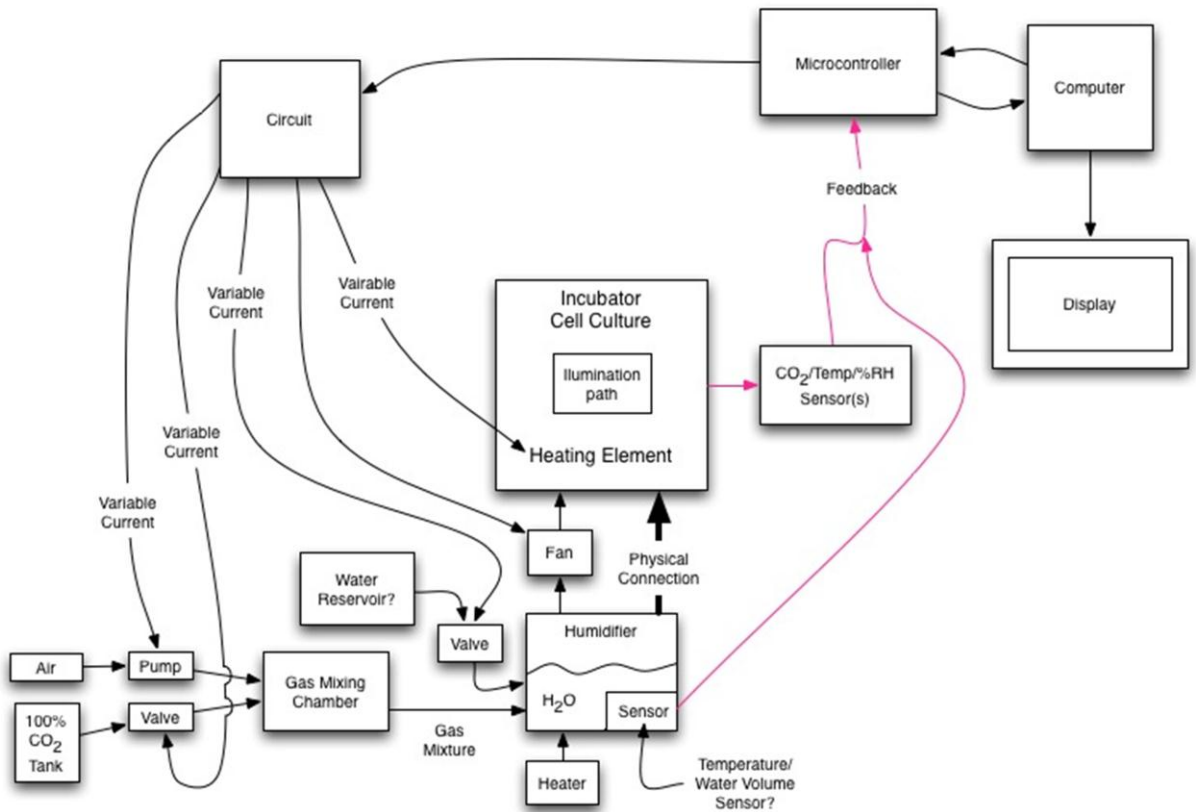 Microcontroller
Computer
Circuit
Feedback
Display
Variable
Current
Vairable
Current
Incubator
Cell Culture
Illumination
path
Heating Element
CO2/Temp/%RH
Sensor(s)
Variable
Current
Variable
Current
Fan
Physical
Connection
Water
Reservoir?
Valve
Humidifier
H2O
Sensor
Air
Pump
Gas Mixing
Chamber
100%
CO2
Tank
Valve
Gas
Mixture
Heater
Temperature/
Water Volume
Sensor?